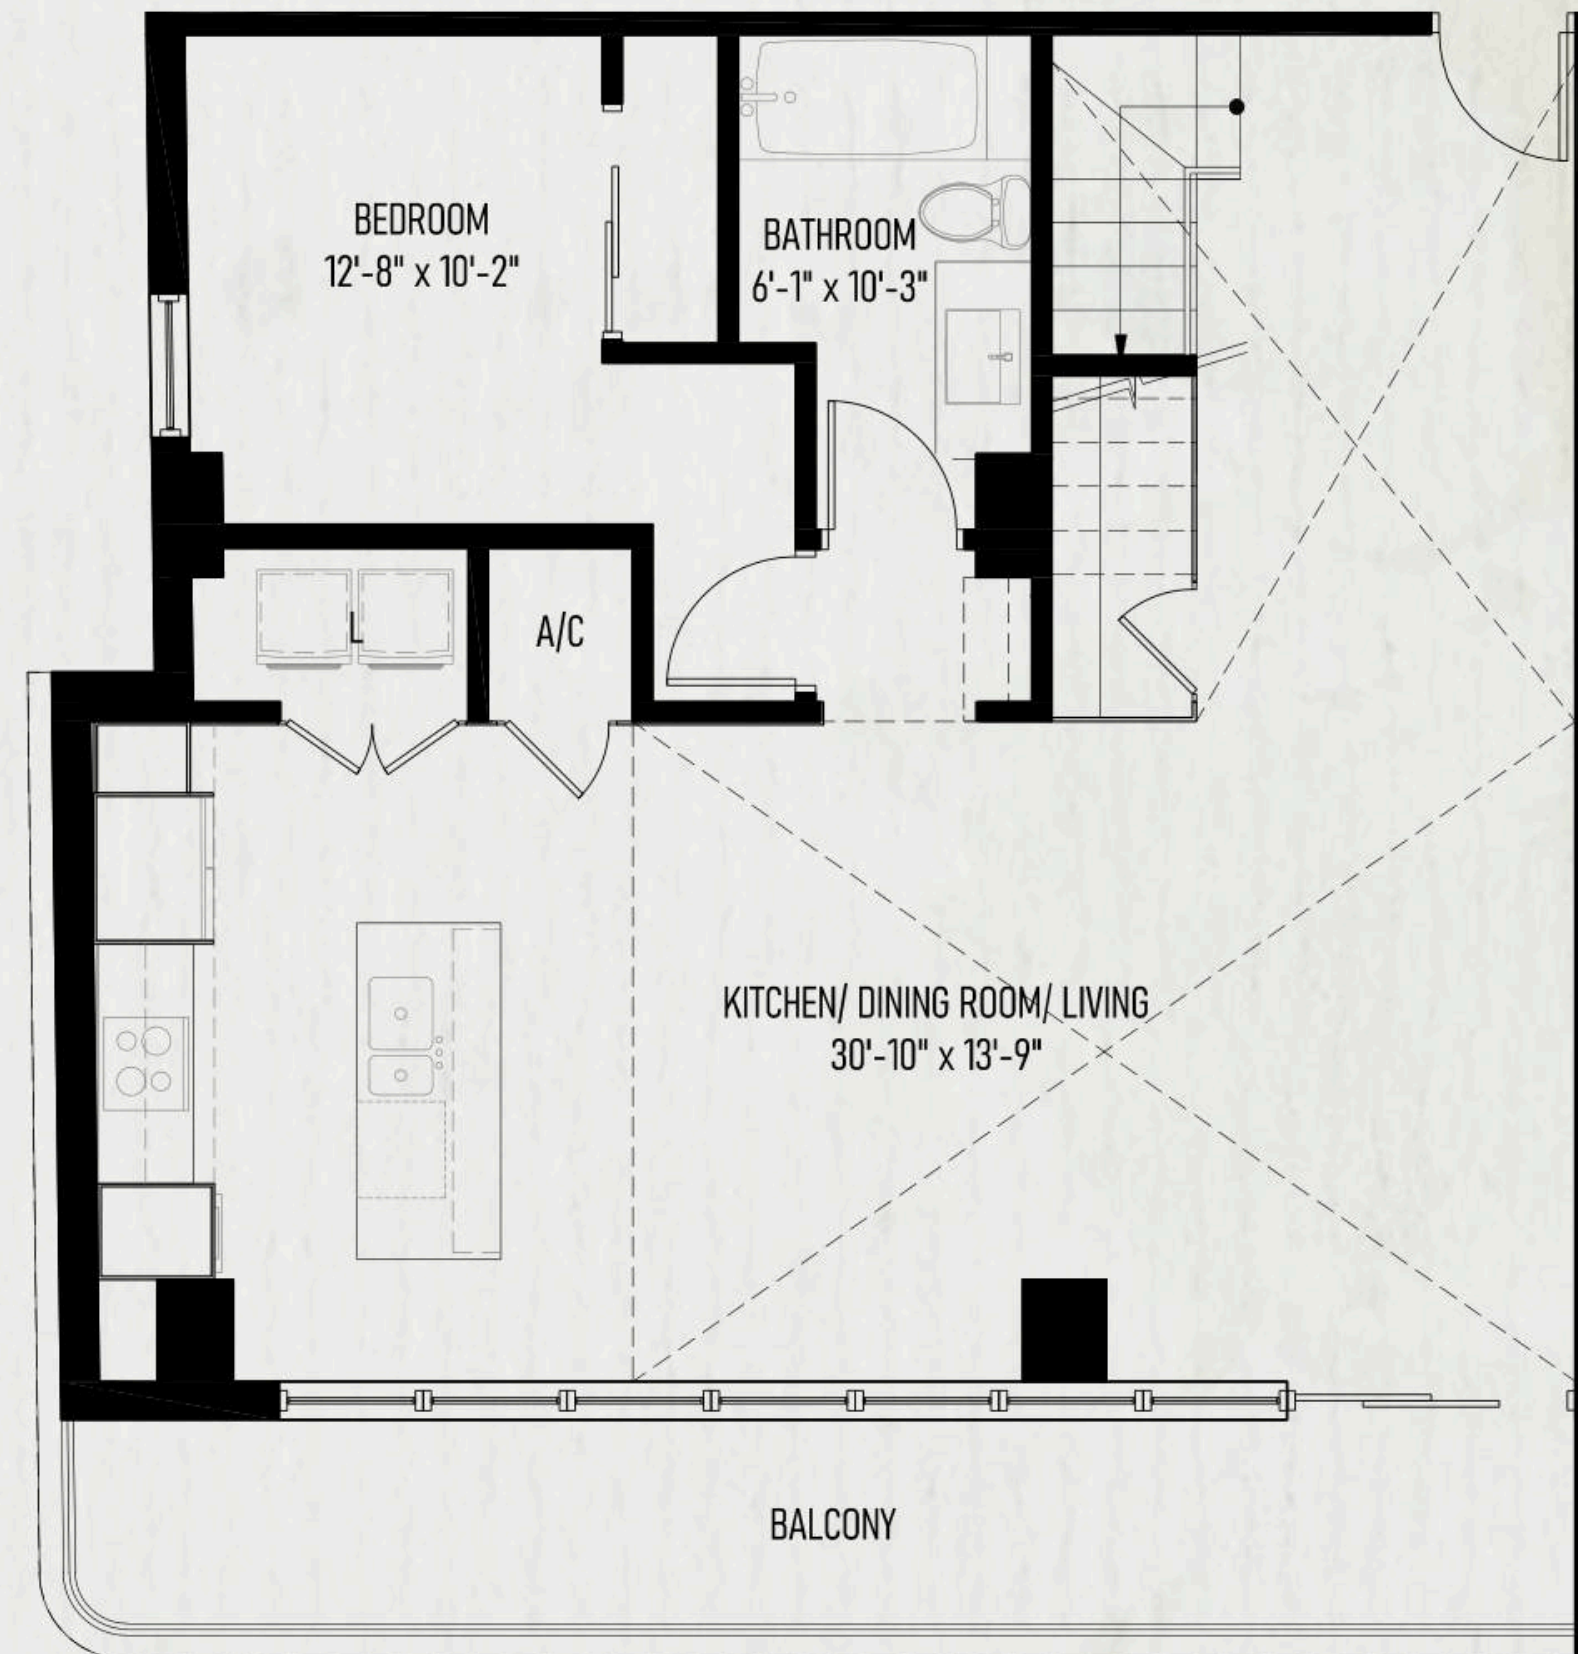 BEDROOM
12'-8" x 10'-2"
BATHROOM
6'-1" x 10'-3"
A/C
KITCHEN/ DINING ROOM/ LIVING
30'-10" x 13'-9"
BALCONY